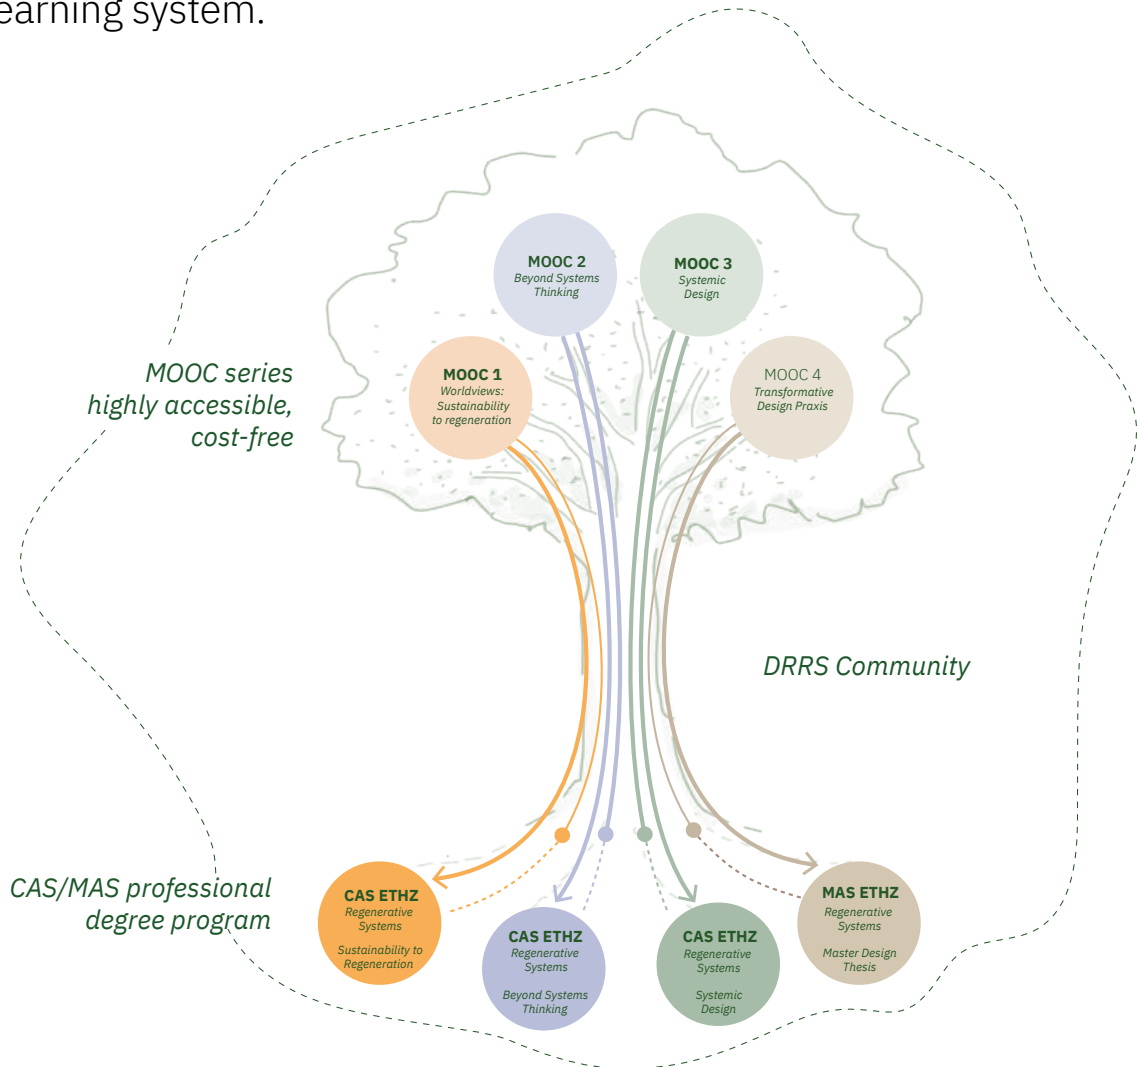 earning system.
MOOC 2
Beyond Systems
Thinking
MOOC 3
Systemic
Design
MOOC 1
Worldviews:
Sustainability
to regeneration
MOOC 4
Transformative
Design Praxis
MOOC series
highly accessible,
cost-free
DRRS Community
CAS/MAS professional
degree program
CAS ETHZ
Regenerative
Systems
Sustainability to
Regeneration
CAS ETHZ
Regenerative
Systems
Beyond Systems
Thinking
CAS ETHZ
Regenerative
Systems
Systemic
Design
MAS ETHZ
Regenerative
Systems
Master Design
Thesis